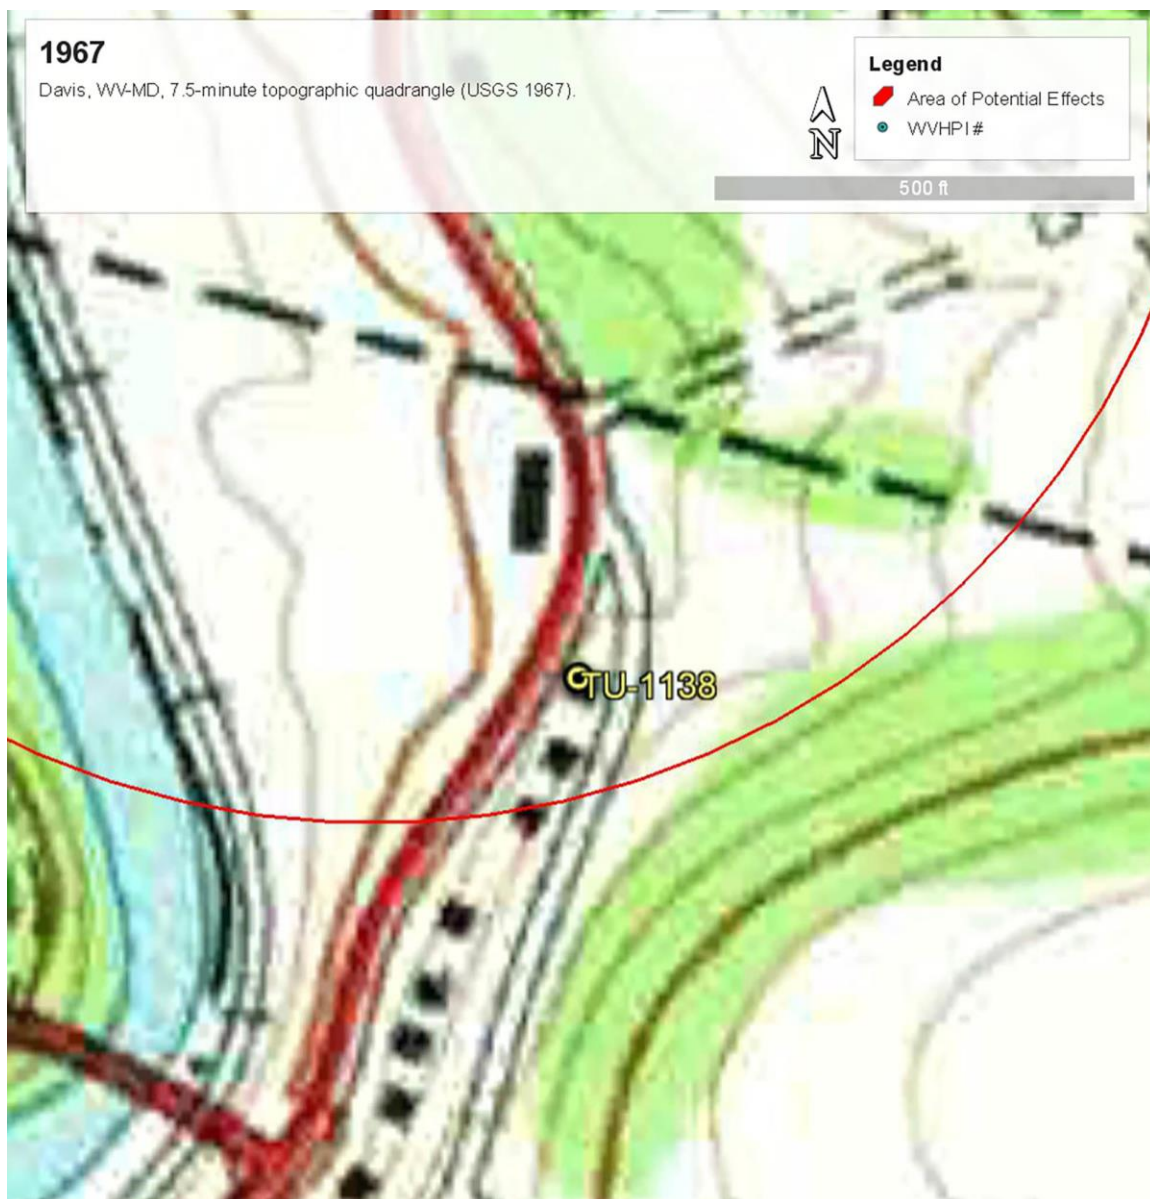 1967
Davis, WV-MD, 7.5-minute topographic quadrangle (USGS 1967).
Legend
Area of Potential Effects
WVHPI #
N
500 ft
TU-1138